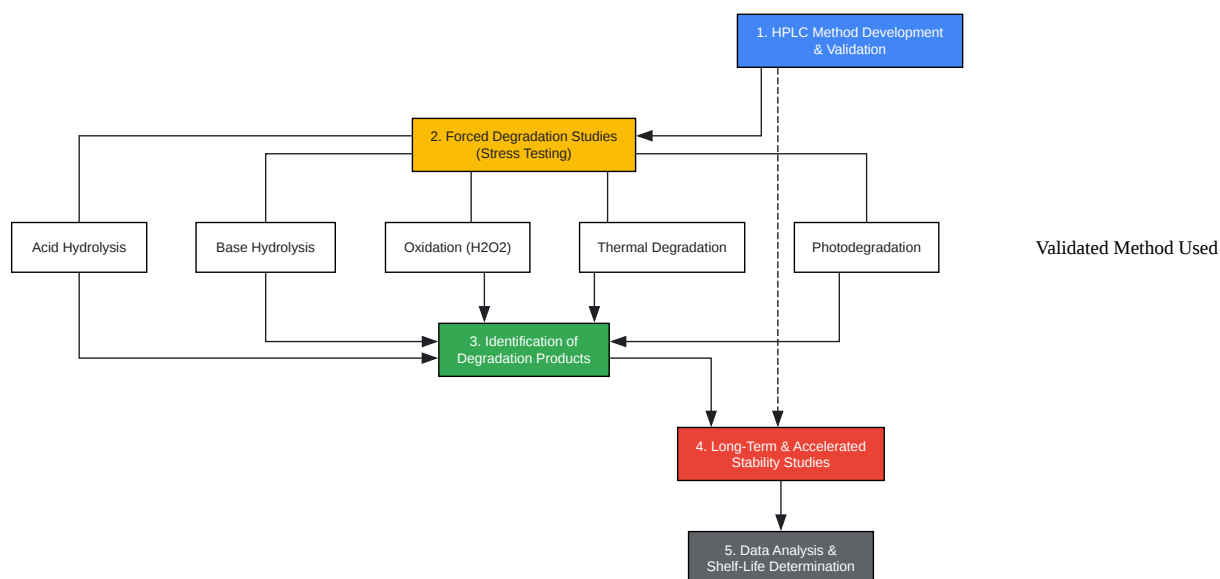 1. HPLC Method Development
& Validation
2. Forced Degradation Studies
(Stress Testing)
Acid Hydrolysis
Base Hydrolysis
Oxidation (H2O2)
Thermal Degradation
Photodegradation
Validated Method Used
3. Identification of
Degradation Products
4. Long-Term & Accelerated
Stability Studies
5. Data Analysis &
Shelf-Life Determination